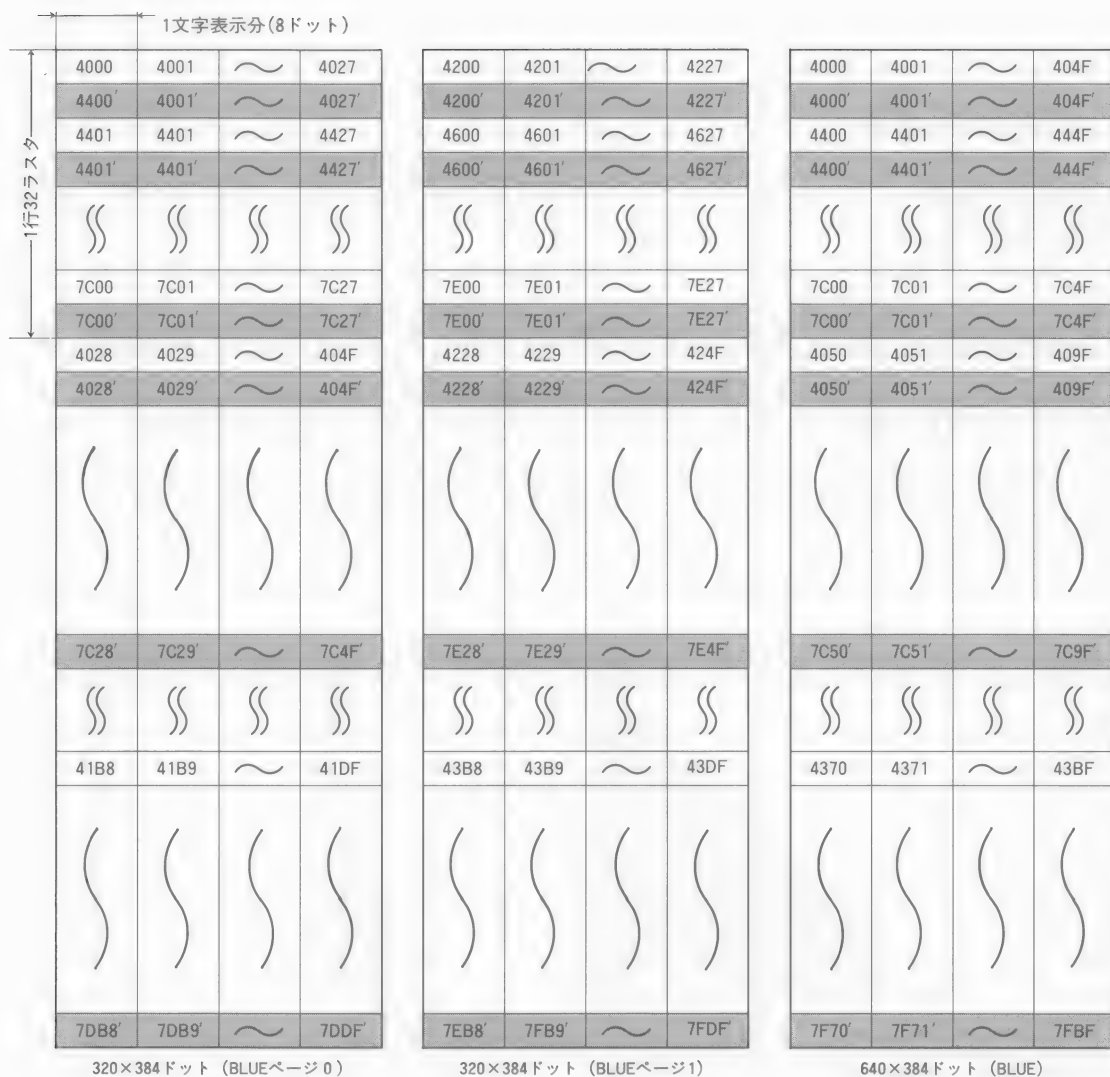 1文字表示分(8ドット)
1行32ラスタ
4000 4001 〜 4027
4400′ 4001′ 〜 4027′
4401 4401 〜 4427
4401′ 4401′ 〜 4427′
7C00 7C01 〜 7C27
7C00′ 7C01′ 〜 7C27′
4028 4029 〜 404F
4028′ 4029′ 〜 404F′
7C28′ 7C29′ 〜 7C4F′
41B8 41B9 〜 41DF
7DB8′ 7DB9′ 〜 7DDF′
320×384ドット (BLUEページ0)
4200 4201 〜 4227
4200′ 4201′ 〜 4227′
4600 4601 〜 4627
4600′ 4601′ 〜 4627′
7E00 7E01 〜 7E27
7E00′ 7E01′ 〜 7E27′
4228 4229 〜 424F
4228′ 4229′ 〜 424F′
7E28′ 7E29′ 〜 7E4F′
43B8 43B9 〜 43DF
7EB8′ 7FB9′ 〜 7FDF′
320×384ドット (BLUEページ1)
4000 4001 〜 404F
4000′ 4001′ 〜 404F′
4400 4401 〜 444F
4400′ 4401′ 〜 444F′
7C00 7C01 〜 7C4F
7C00′ 7C01′ 〜 7C4F′
4050 4051 〜 409F
4050′ 4051′ 〜 409F′
7C50′ 7C51′ 〜 7C9F′
4370 4371 〜 43BF
7F70′ 7F71′ 〜 7FBF
640×384ドット (BLUE)